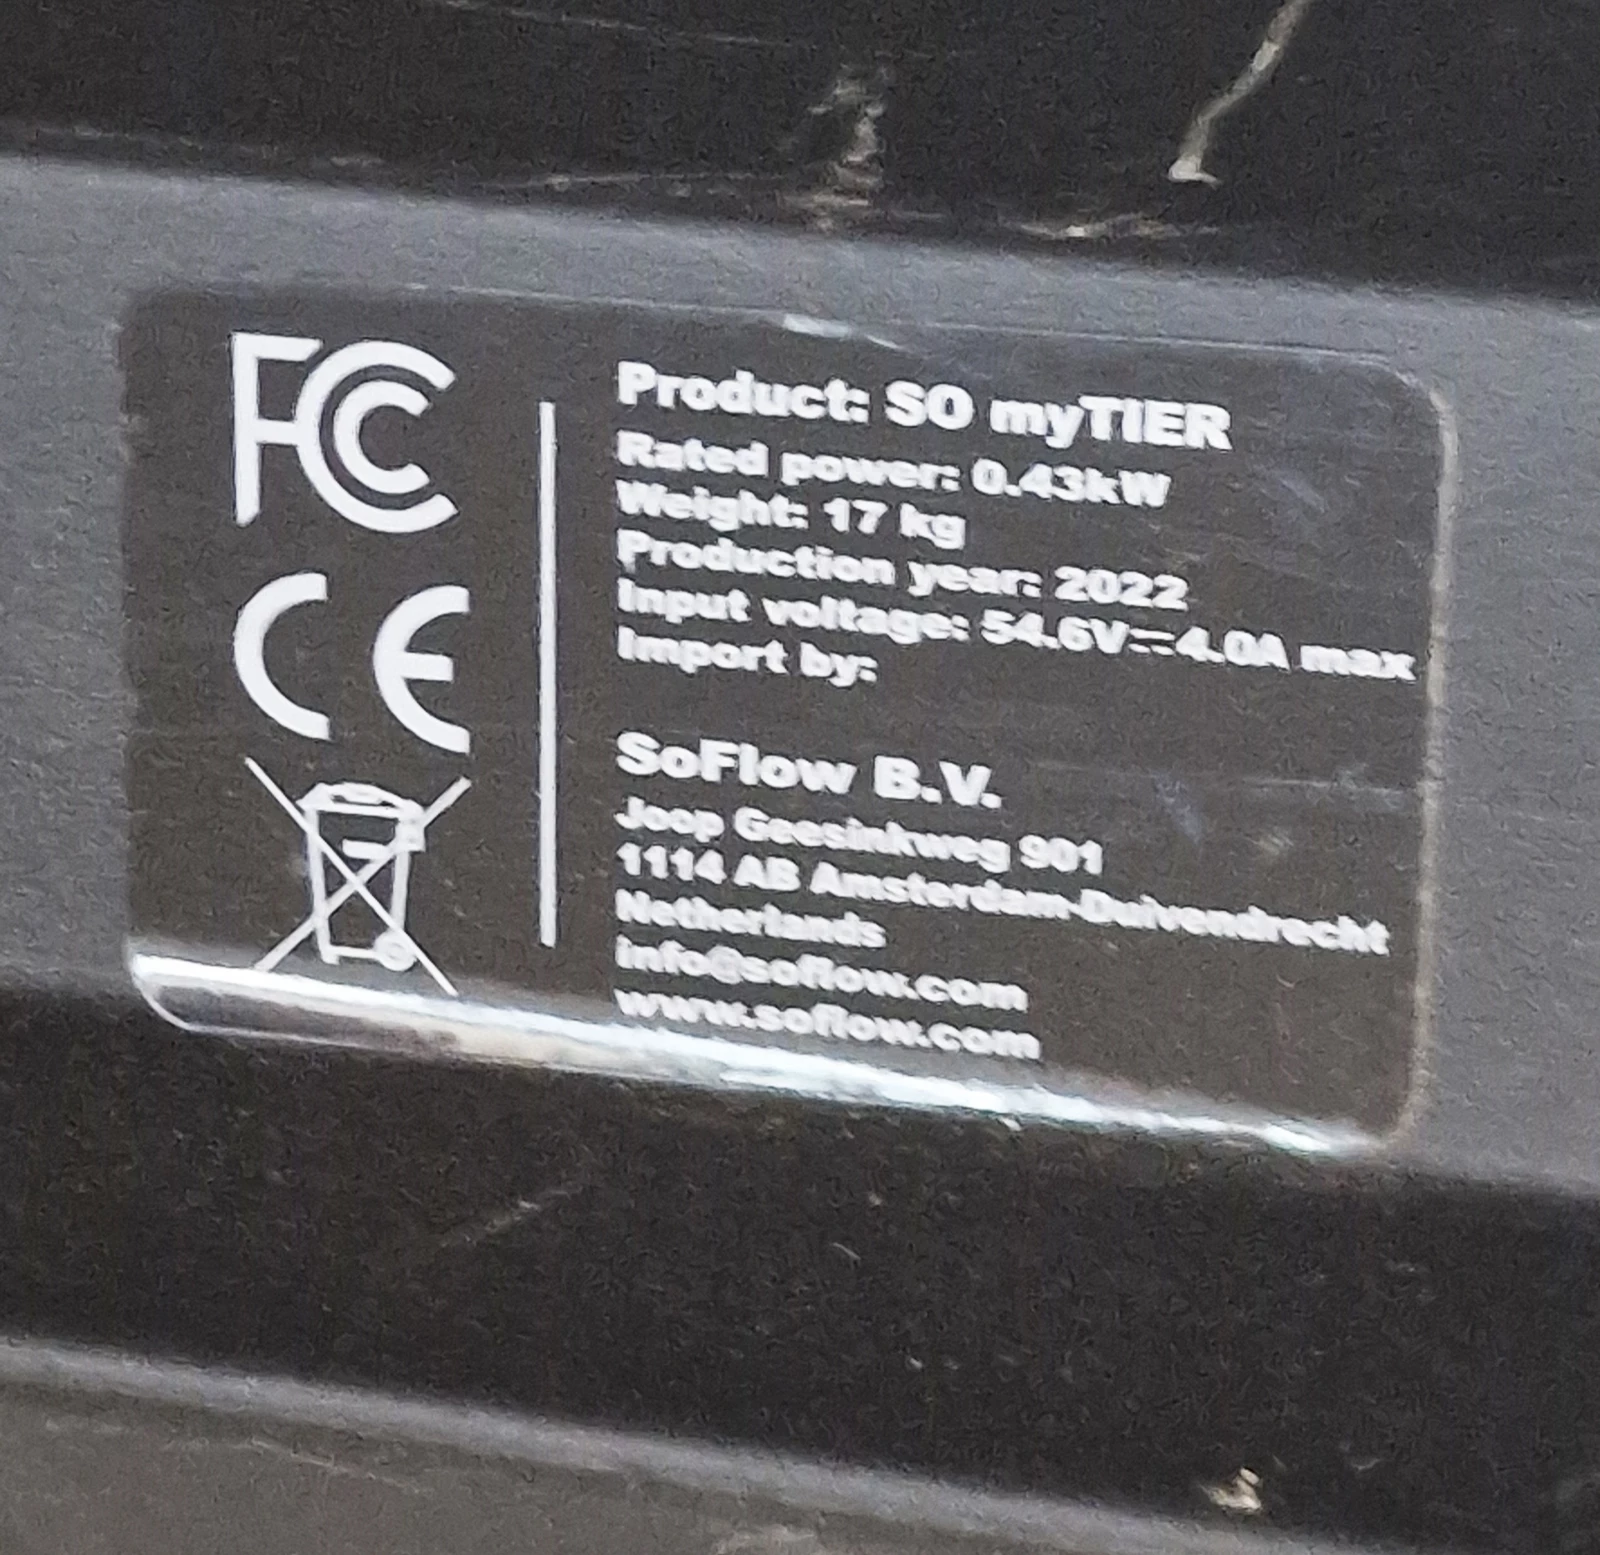 FC
CE
Product: SO myTIER
Rated power: 0.43kW
Weight: 17 kg
Production year: 2022
Input voltage: 54.6V⎓4.0A max
Import by:
SoFlow B.V.
Joop Geesinkweg 901
1114 AB Amsterdam-Duivendrecht
Netherlands
info@soflow.com
www.soflow.com